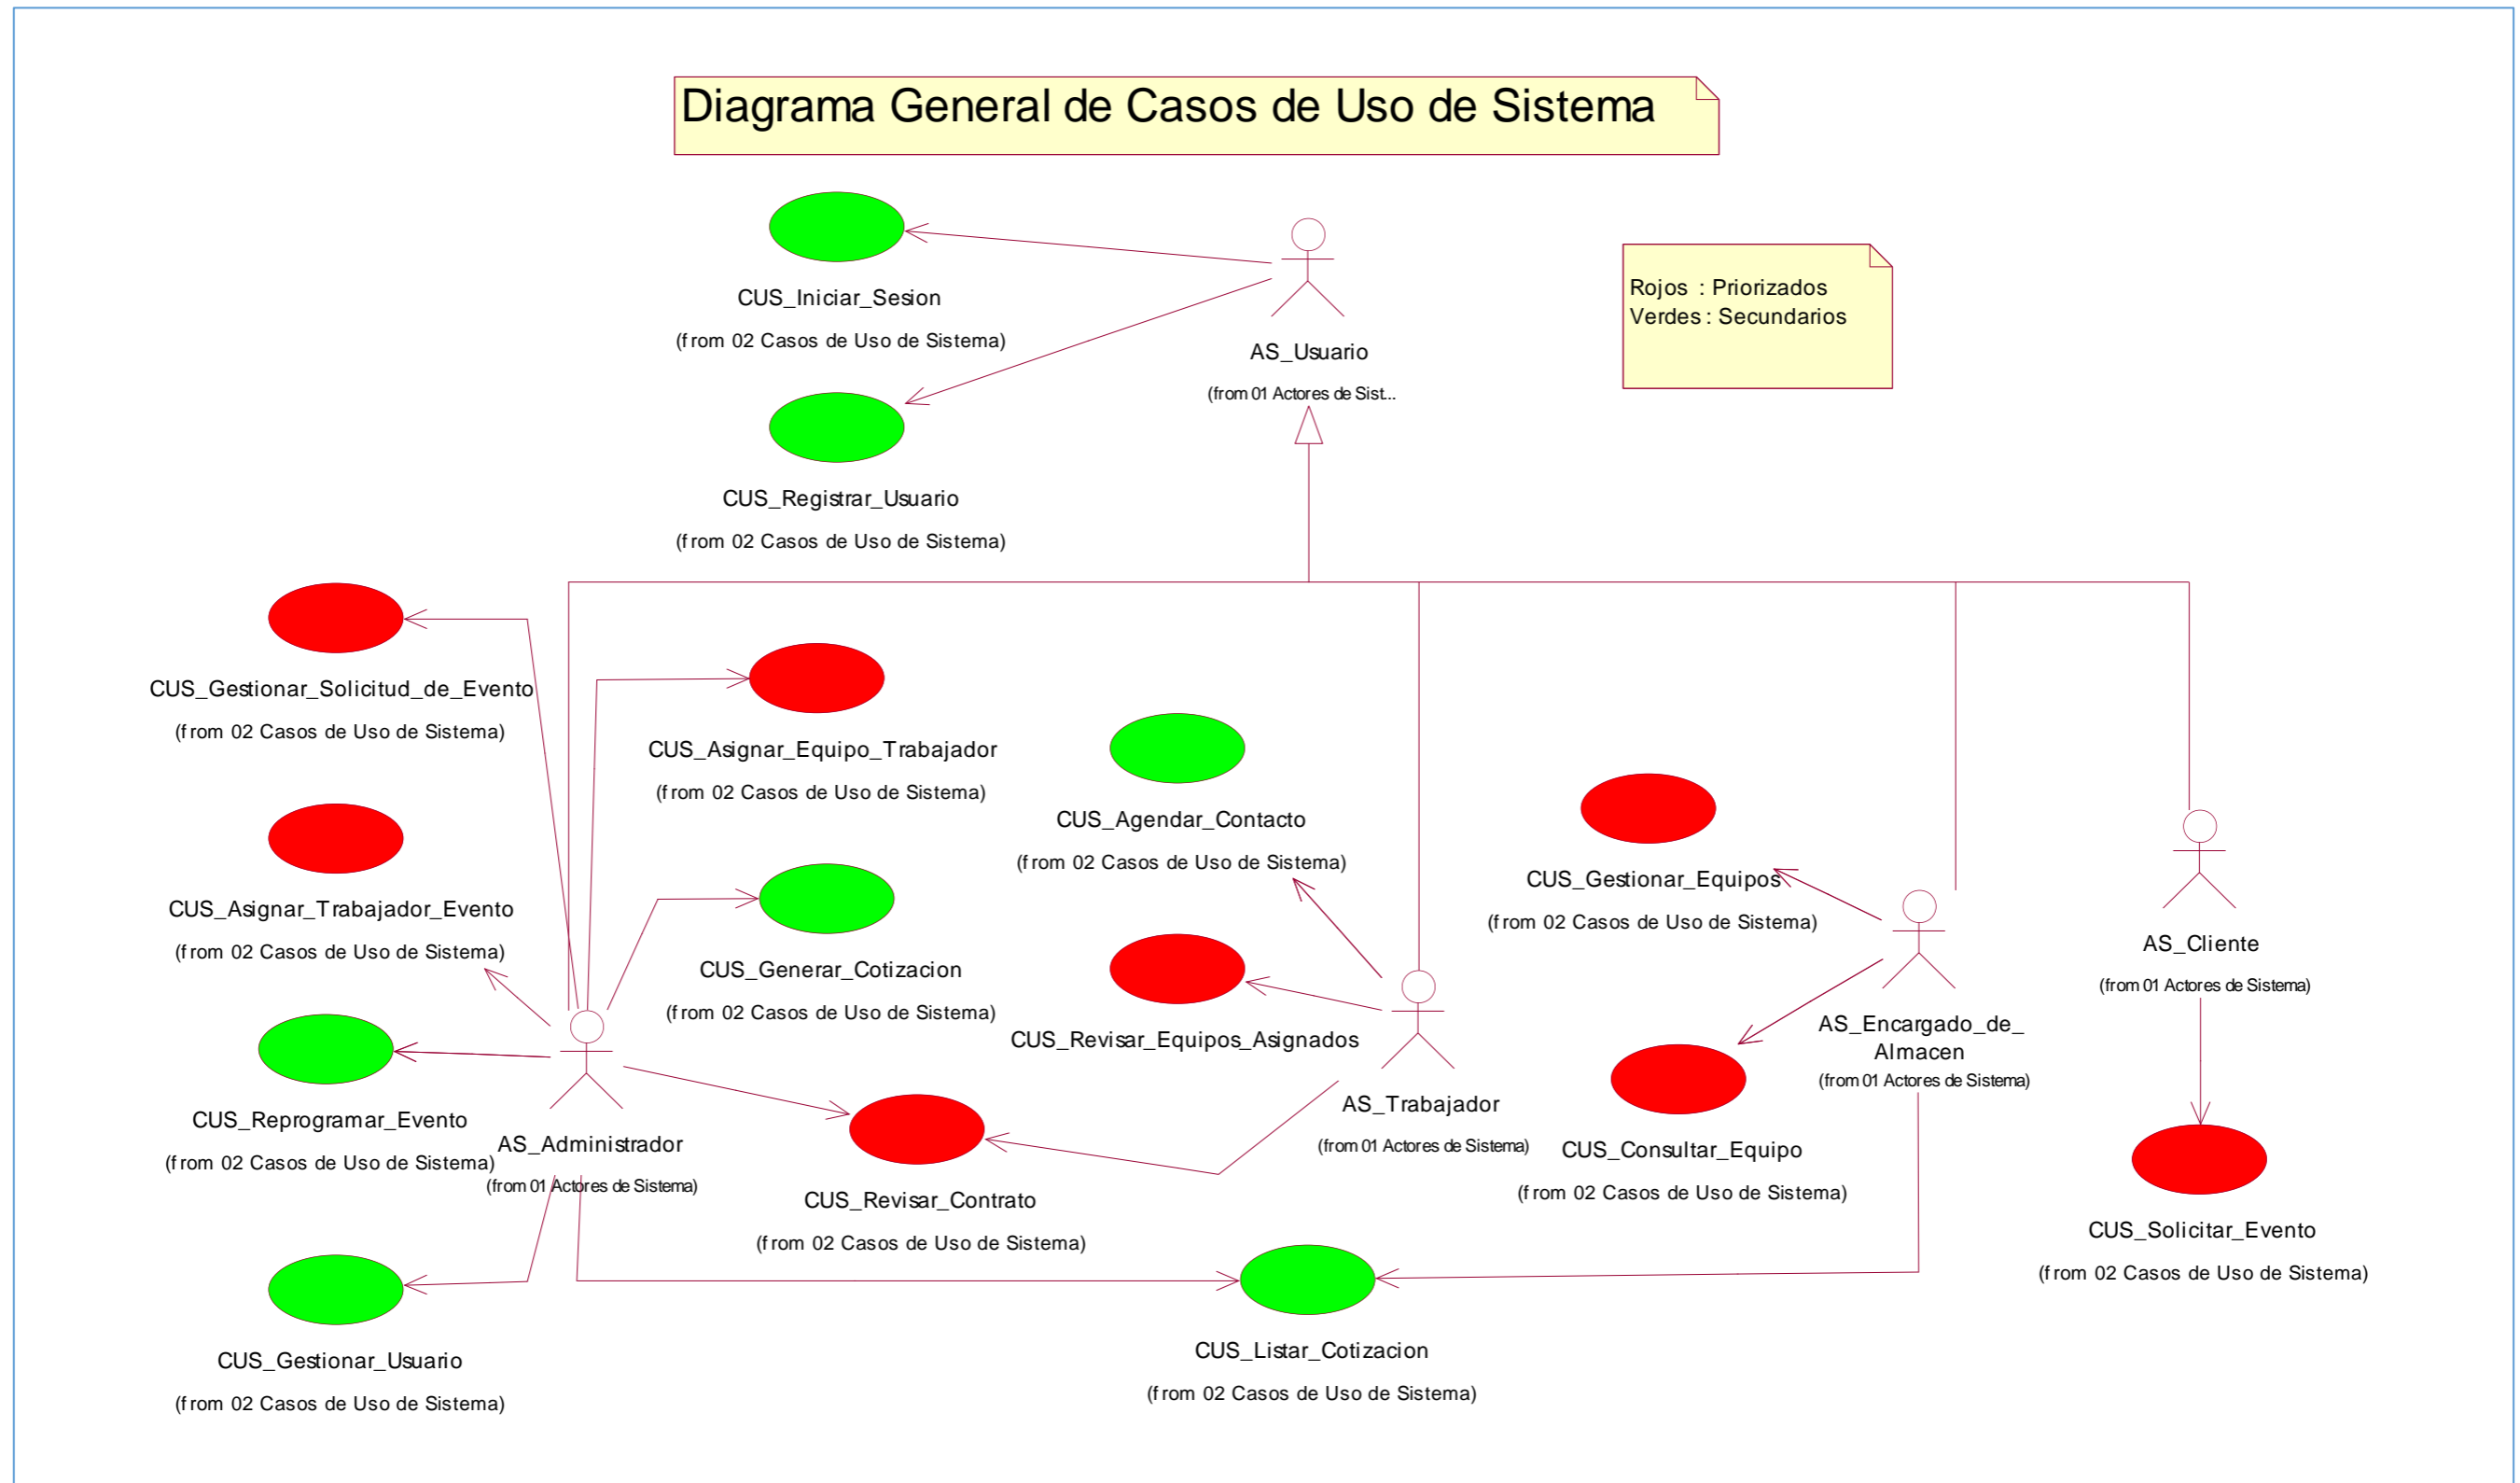 Diagrama General de Casos de Uso de Sistema
CUS_Iniciar_Sesion
(from 02 Casos de Uso de Sistema)
Rojos : Priorizados
Verdes : Secundarios
AS_Usuario
(from 01 Actores de Sist...
CUS_Registrar_Usuario
(from 02 Casos de Uso de Sistema)
CUS_Gestionar_Solicitud_de_Evento
(from 02 Casos de Uso de Sistema)
CUS_Asignar_Equipo_Trabajador
(from 02 Casos de Uso de Sistema)
CUS_Agendar_Contacto
(from 02 Casos de Uso de Sistema)
CUS_Gestionar_Equipos
(from 02 Casos de Uso de Sistema)
CUS_Asignar_Trabajador_Evento
(from 02 Casos de Uso de Sistema)
AS_Cliente
(from 01 Actores de Sistema)
CUS_Generar_Cotizacion
(from 02 Casos de Uso de Sistema)
CUS_Revisar_Equipos_Asignados
AS_Encargado_de_
Almacen
(from 01 Actores de Sistema)
AS_Trabajador
(from 01 Actores de Sistema)
CUS_Reprogramar_Evento
(from 02 Casos de Uso de Sistema)
AS_Administrador
(from 01 Actores de Sistema)
CUS_Consultar_Equipo
(from 02 Casos de Uso de Sistema)
CUS_Revisar_Contrato
(from 02 Casos de Uso de Sistema)
CUS_Solicitar_Evento
(from 02 Casos de Uso de Sistema)
CUS_Gestionar_Usuario
(from 02 Casos de Uso de Sistema)
CUS_Listar_Cotizacion
(from 02 Casos de Uso de Sistema)